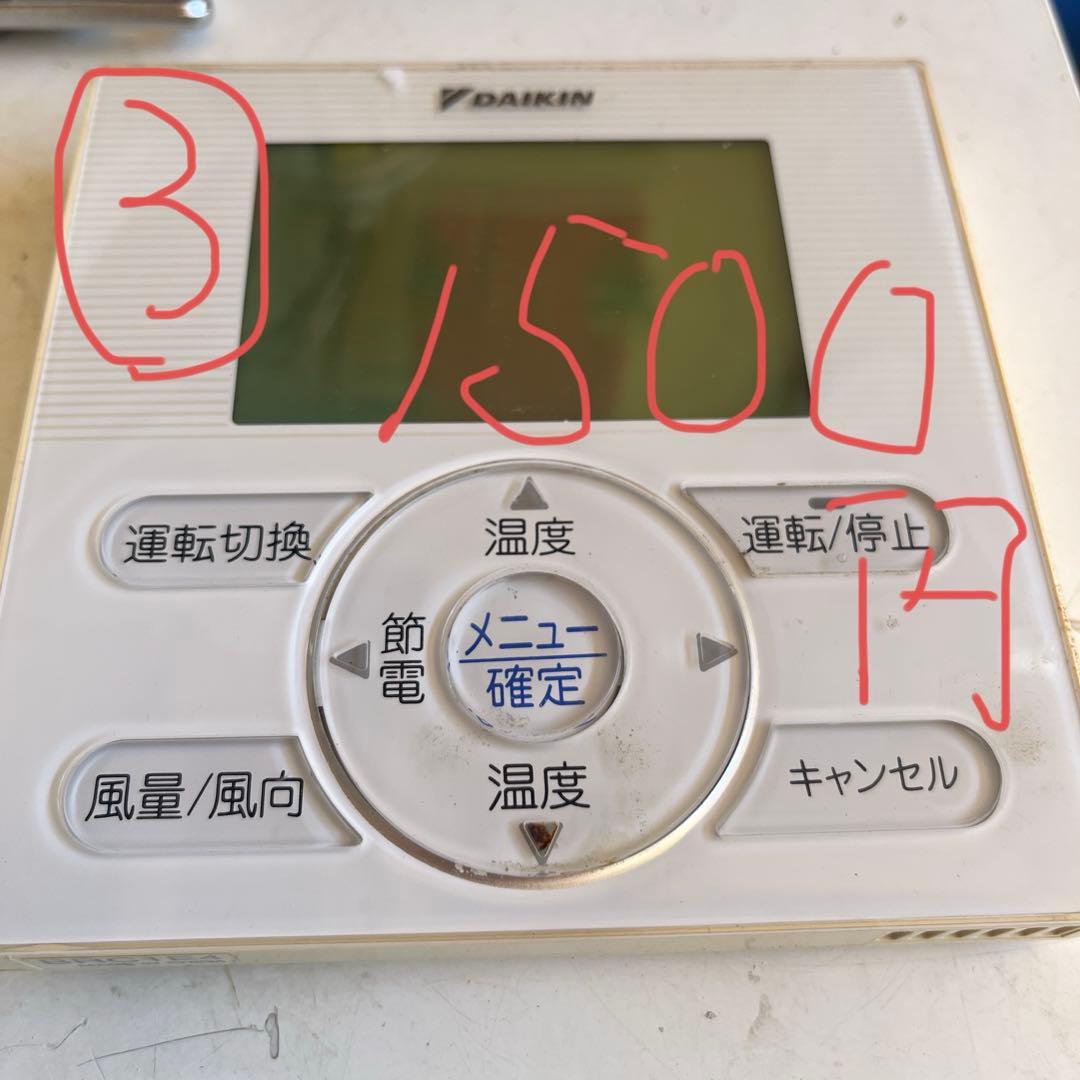 DAIKIN
3
1500
円
運転切換
温度
運転/停止
節電
メニュー
確定
風量/風向
温度
キャンセル